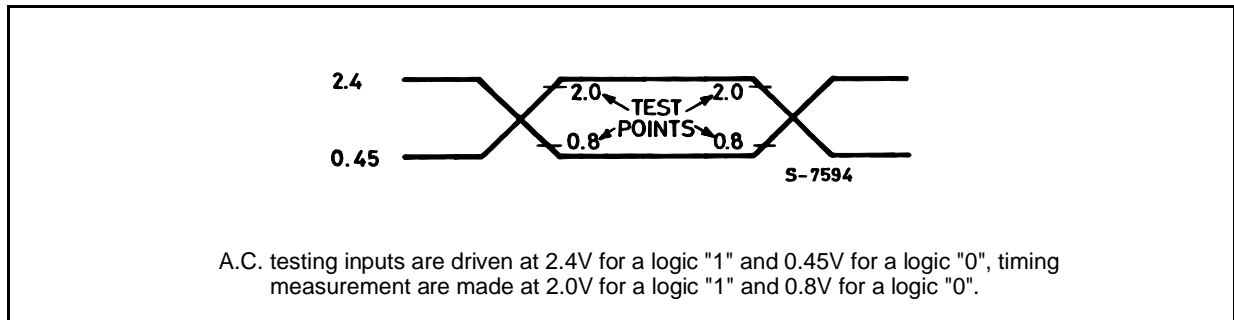 2.4
2.0 TEST 2.0
POINTS
0.8 0.8
0.45
S-7594
A.C. testing inputs are driven at 2.4V for a logic "1" and 0.45V for a logic "0", timing
measurement are made at 2.0V for a logic "1" and 0.8V for a logic "0".